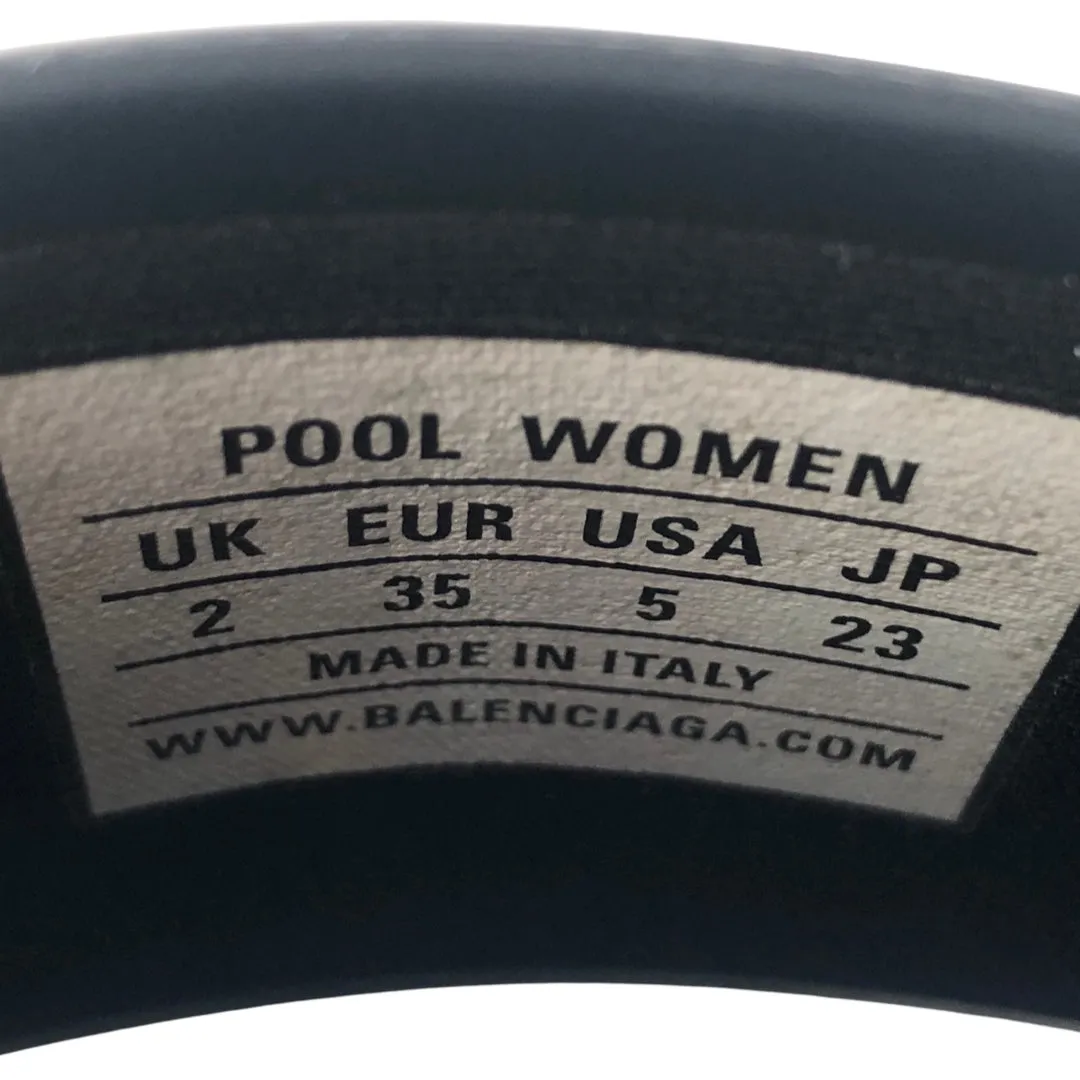 POOL WOMEN
UK EUR USA JP
2 35 5 23
MADE IN ITALY
WWW.BALENCIAGA.COM